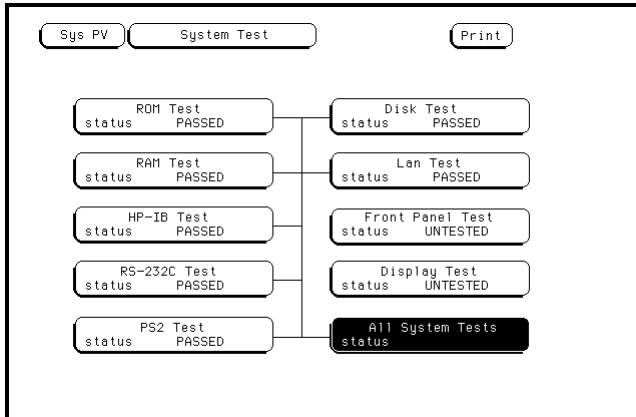 Sys PV System Test Print
ROM Test
status PASSED
Disk Test
status PASSED
RAM Test
status PASSED
Lan Test
status PASSED
HP-IB Test
status PASSED
Front Panel Test
status UNTESTED
RS-232C Test
status PASSED
Display Test
status UNTESTED
PS2 Test
status PASSED
All System Tests
status